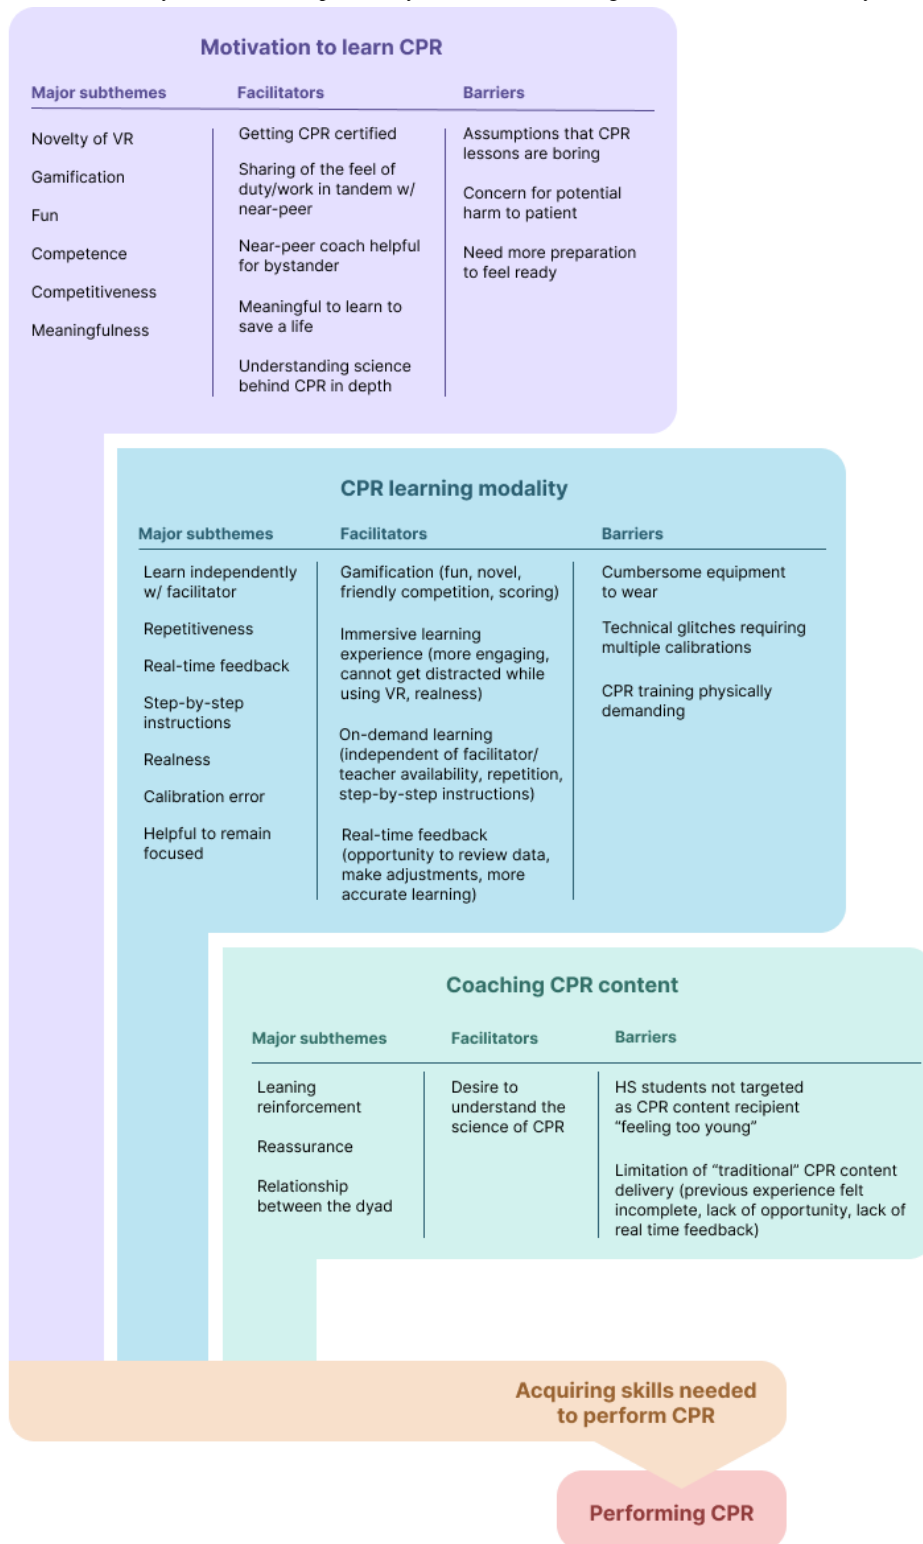 Motivation to learn CPR
Major subthemes
Facilitators
Barriers
Novelty of VR
Gamification
Fun
Competence
Competitiveness
Meaningfulness
Getting CPR certified
Sharing of the feel of
duty/work in tandem w/
near-peer
Near-peer coach helpful
for bystander
Meaningful to learn to
save a life
Understanding science
behind CPR in depth
Assumptions that CPR
lessons are boring
Concern for potential
harm to patient
Need more preparation
to feel ready
CPR learning modality
Major subthemes
Facilitators
Barriers
Learn independently
w/ facilitator
Repetitiveness
Real-time feedback
Step-by-step
instructions
Realness
Calibration error
Helpful to remain
focused
Gamification (fun, novel,
friendly competition, scoring)
Immersive learning
experience (more engaging,
cannot get distracted while
using VR, realness)
On-demand learning
(independent of facilitator/
teacher availability, repetition,
step-by-step instructions)
Real-time feedback
(opportunity to review data,
make adjustments, more
accurate learning)
Cumbersome equipment
to wear
Technical glitches requiring
multiple calibrations
CPR training physically
demanding
Coaching CPR content
Major subthemes
Facilitators
Barriers
Leaning
reinforcement
Reassurance
Relationship
between the dyad
Desire to
understand the
science of CPR
HS students not targeted
as CPR content recipient
“feeling too young”
Limitation of “traditional” CPR content
delivery (previous experience felt
incomplete, lack of opportunity, lack of
real time feedback)
Acquiring skills needed
to perform CPR
Performing CPR